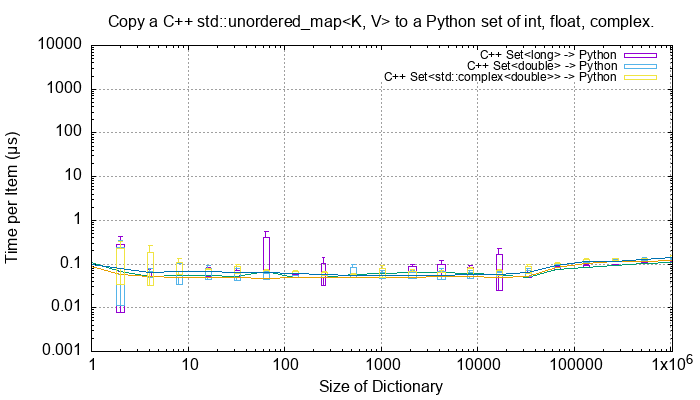 Copy a C++ std::unordered_map<K, V> to a Python set of int, float, complex.
C++ Set<long> -> Python
C++ Set<double> -> Python
C++ Set<std::complex<double>> -> Python
Time per Item (µs)
10000
1000
100
10
1
0.1
0.01
0.001
1 10 100 1000 10000 100000 1x10⁶
Size of Dictionary